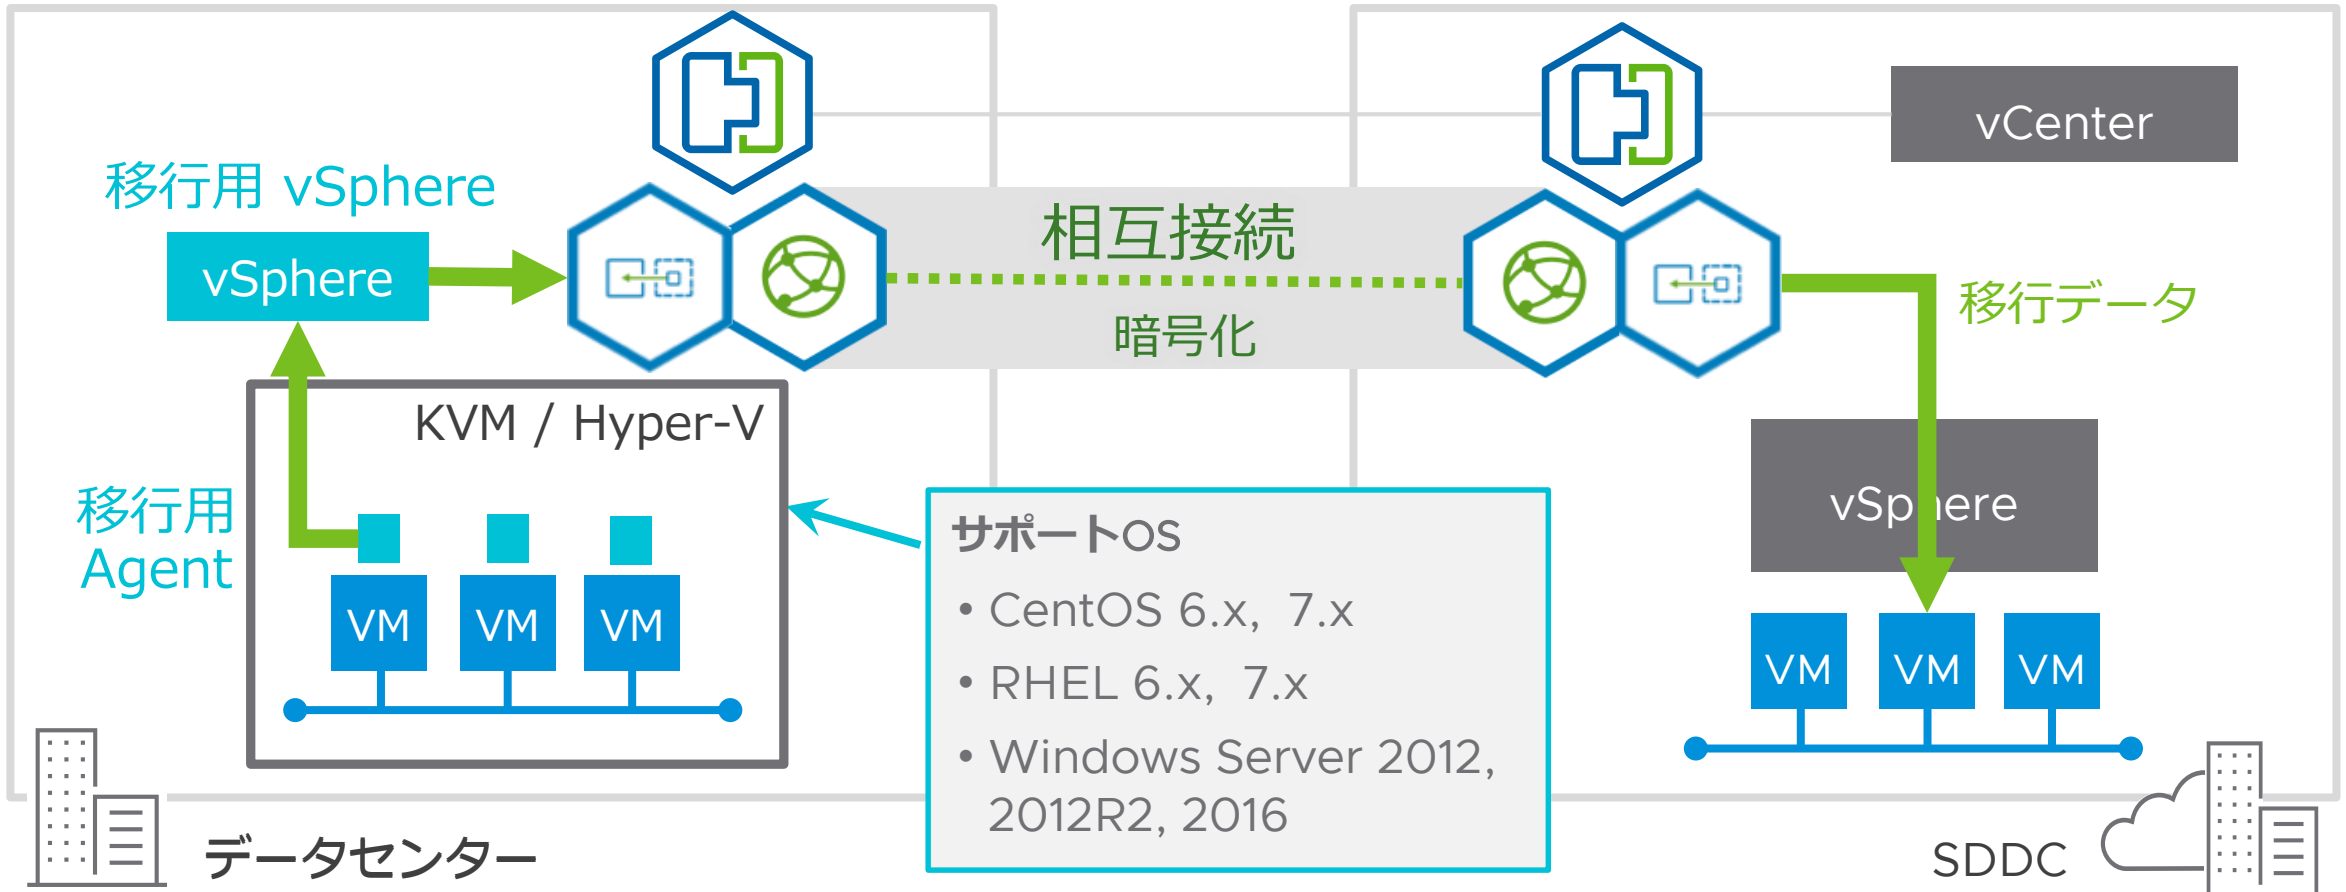 移行用 vSphere
vSphere
KVM / Hyper-V
移行用
Agent
VM
VM
VM
データセンター
相互接続
暗号化
サポートOS
• CentOS 6.x, 7.x
• RHEL 6.x, 7.x
• Windows Server 2012,
2012R2, 2016
vCenter
移行データ
vSphere
VM
VM
VM
SDDC